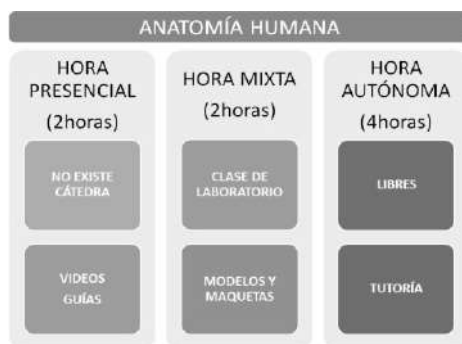 ANATOMÍA HUMANA
HORA
PRESENCIAL
(2horas)
NO EXISTE
CÁTEDRA
VIDEOS
GUÍAS
HORA MIXTA
(2horas)
CLASE DE
LABORATORIO
MODELOS Y
MAQUETAS
HORA
AUTÓNOMA
(4horas)
LIBRES
TUTORÍA